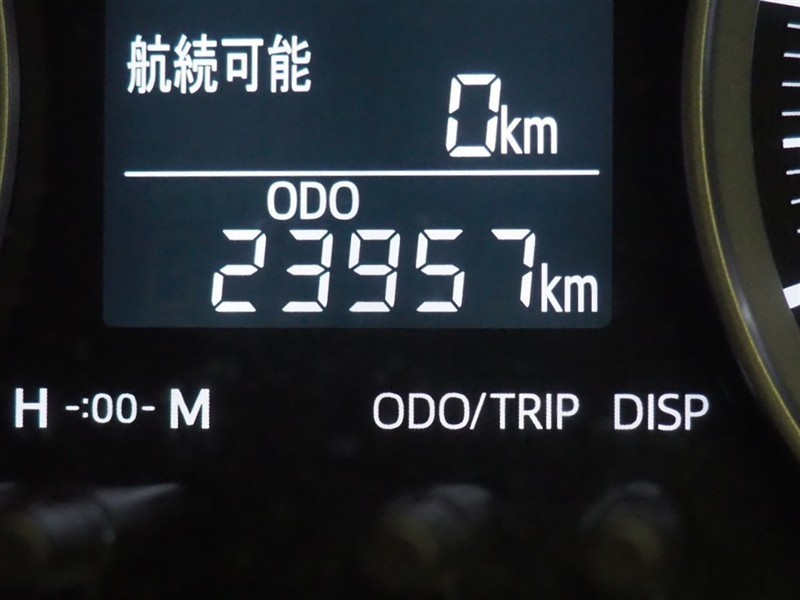 航続可能
0km
ODO
23957km
H -:00- M ODO/TRIP DISP